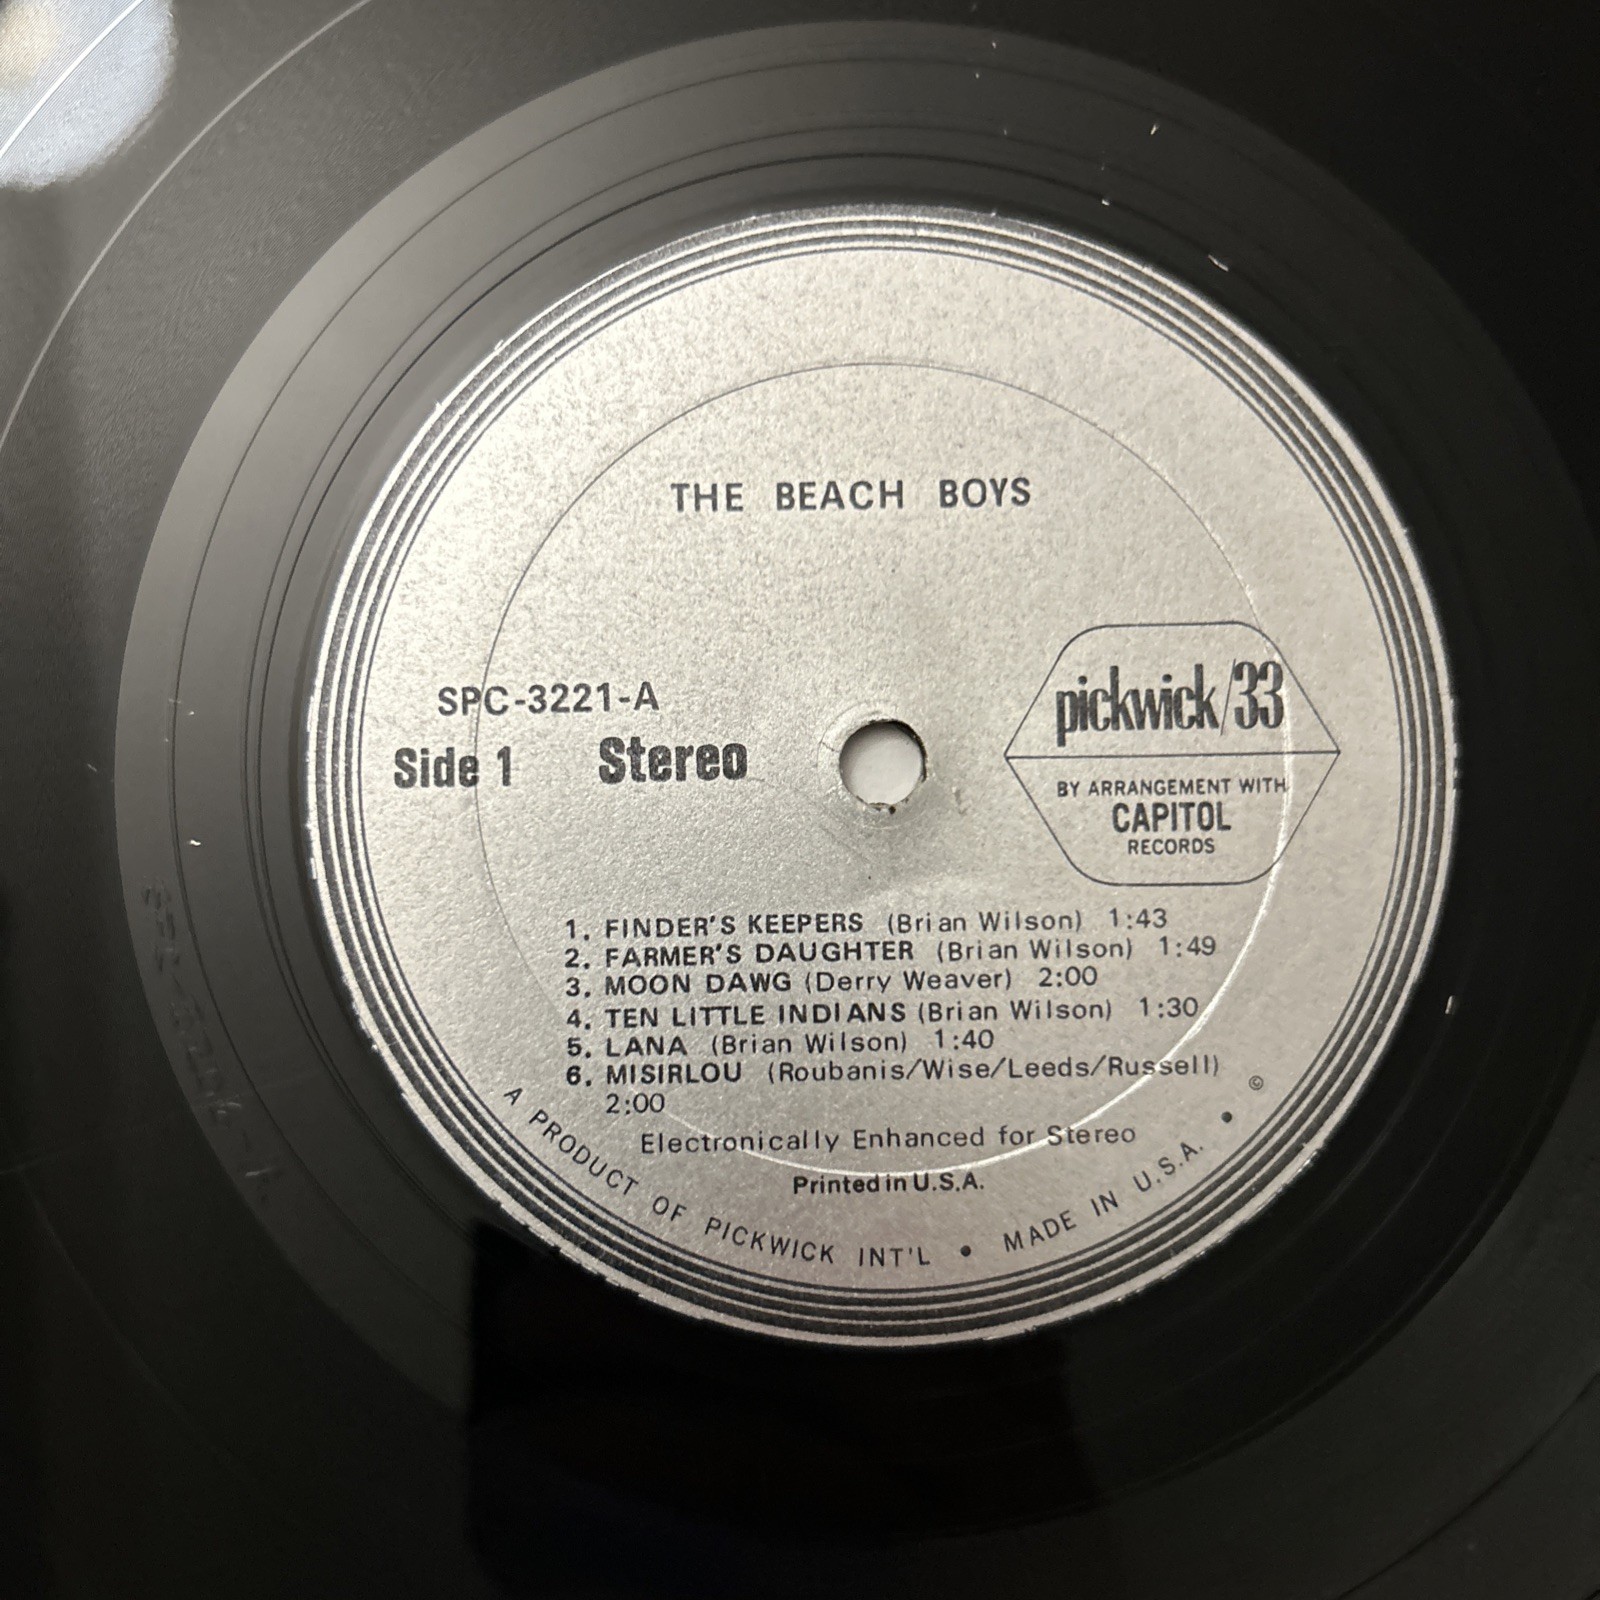 THE BEACH BOYS
SPC-3221-A
Side 1 Stereo
pickwick/33
BY ARRANGEMENT WITH
CAPITOL
RECORDS
1. FINDER'S KEEPERS (Brian Wilson) 1:43
2. FARMER'S DAUGHTER (Brian Wilson) 1:49
3. MOON DAWG (Derry Weaver) 2:00
4. TEN LITTLE INDIANS (Brian Wilson) 1:30
5. LANA (Brian Wilson) 1:40
6. MISIRLOU (Roubanis/Wise/Leeds/Russell)
2:00
Electronically Enhanced for Stereo
Printed in U.S.A.
A PRODUCT OF PICKWICK INT'L • MADE IN U.S.A. • ©